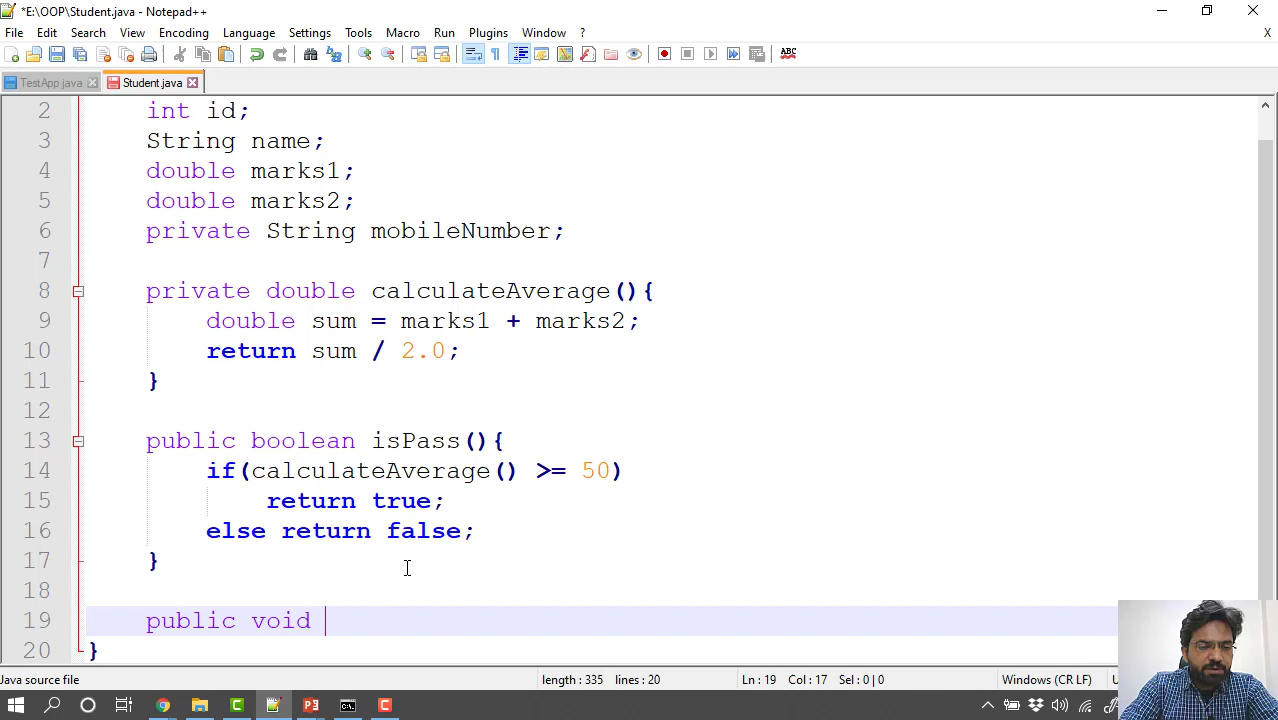 *E:\OOP\Student.java - Notepad++
File Edit Search View Encoding Language Settings Tools Macro Run Plugins Window ? X
ABC
TestApp.java Student.java
2 int id;
3 String name;
4 double marks1;
5 double marks2;
6 private String mobileNumber;
7
8 private double calculateAverage(){
9 double sum = marks1 + marks2;
10 return sum / 2.0;
11 }
12
13 public boolean isPass(){
14 if(calculateAverage() >= 50)
15 return true;
16 else return false;
17 }
18
19 public void
20 }
Java source file length : 335 lines : 20 Ln : 19 Col : 17 Sel : 0 | 0 Windows (CR LF)